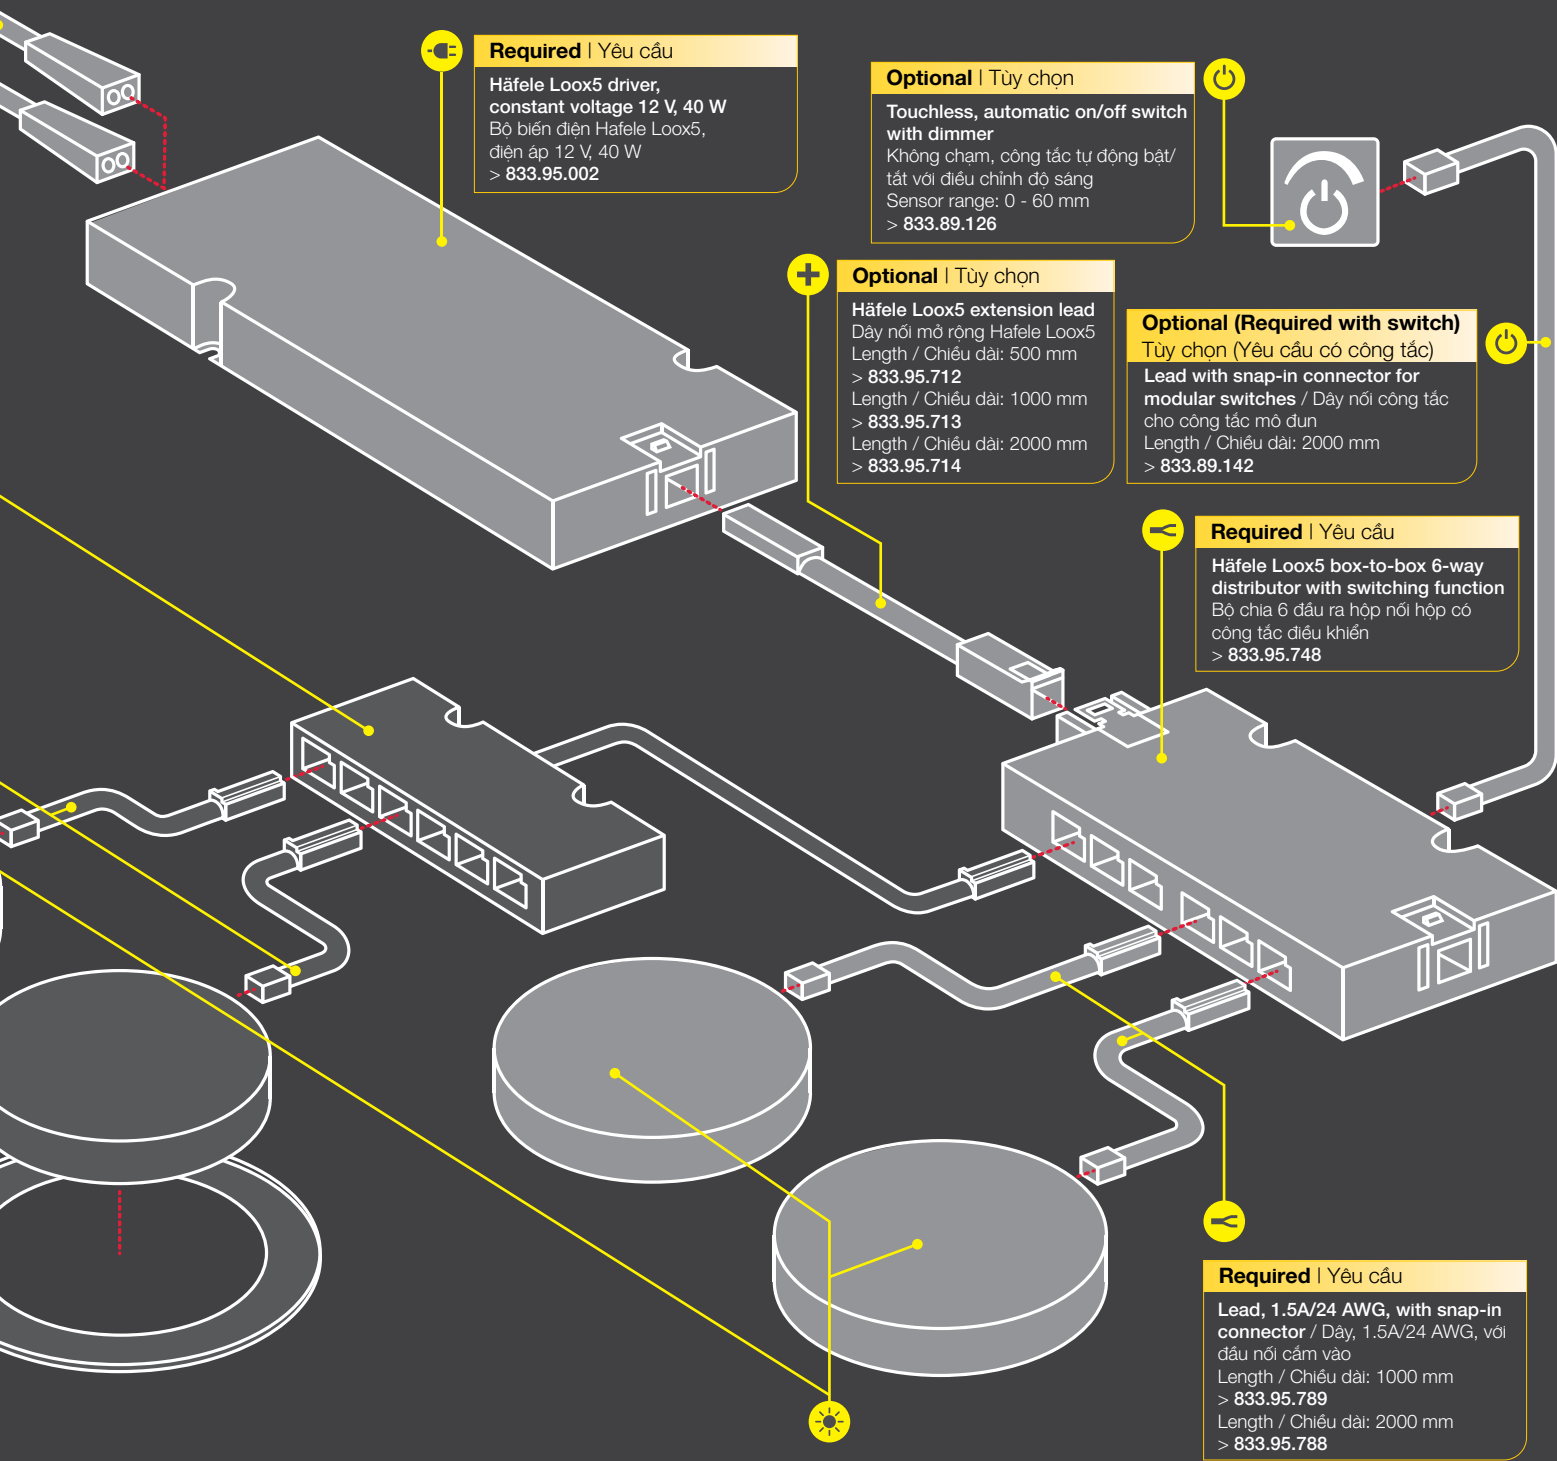 Required | Yêu cầu
Häfele Loox5 driver,
constant voltage 12 V, 40 W
Bộ biến điện Hafele Loox5,
điện áp 12 V, 40 W
> 833.95.002
Optional | Tùy chọn
Touchless, automatic on/off switch
with dimmer
Không chạm, công tắc tự động bật/
tắt với điều chỉnh độ sáng
Sensor range: 0 - 60 mm
> 833.89.126
Optional | Tùy chọn
Häfele Loox5 extension lead
Dây nối mở rộng Hafele Loox5
Length / Chiều dài: 500 mm
> 833.95.712
Length / Chiều dài: 1000 mm
> 833.95.713
Length / Chiều dài: 2000 mm
> 833.95.714
Optional (Required with switch)
Tùy chọn (Yêu cầu có công tắc)
Lead with snap-in connector for
modular switches / Dây nối công tắc
cho công tắc mô đun
Length / Chiều dài: 2000 mm
> 833.89.142
Required | Yêu cầu
Häfele Loox5 box-to-box 6-way
distributor with switching function
Bộ chia 6 đầu ra hộp nối hộp có
công tắc điều khiển
> 833.95.748
Required | Yêu cầu
Lead, 1.5A/24 AWG, with snap-in
connector / Dây, 1.5A/24 AWG, với
đầu nối cắm vào
Length / Chiều dài: 1000 mm
> 833.95.789
Length / Chiều dài: 2000 mm
> 833.95.788